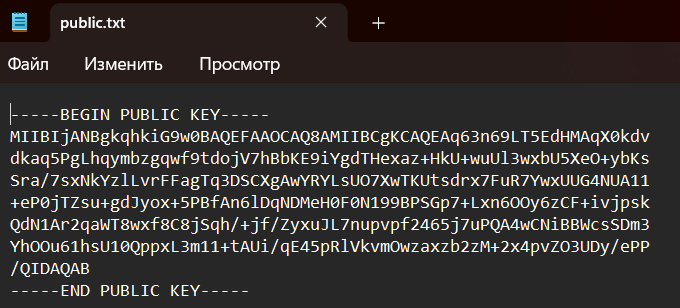 public.txt
Файл Изменить Просмотр
-----BEGIN PUBLIC KEY-----
MIIBIjANBgkqhkiG9w0BAQEFAAOCAQ8AMIIBCgKCAQEAq63n69LT5EdHMAqX0kdv
dkaq5PgLhqymbzgqwf9tdojV7hBbKE9iYgdTHexaz+HkU+wuUl3wxbU5XeO+ybKs
Sra/7sxNkYzlLvrFFagTq3DSCXgAwYRYLsUO7XwTKUtsdrx7FuR7YwxUUG4NUA11
+eP0jTZsu+gdJyox+5PBfAn6lDqNDMeH0F0N199BPSGp7+Lxn6OOy6zCF+ivjpsk
QdN1Ar2qaWT8wxf8C8jSqh/+jf/ZyxuJL7nupvpf2465j7uPQA4wCNiBBWcsSDm3
YhOOu61hsU10QppxL3m11+tAUi/qE45pRlVkvmOwzaxzb2zM+2x4pvZO3UDy/ePP
/QIDAQAB
-----END PUBLIC KEY-----